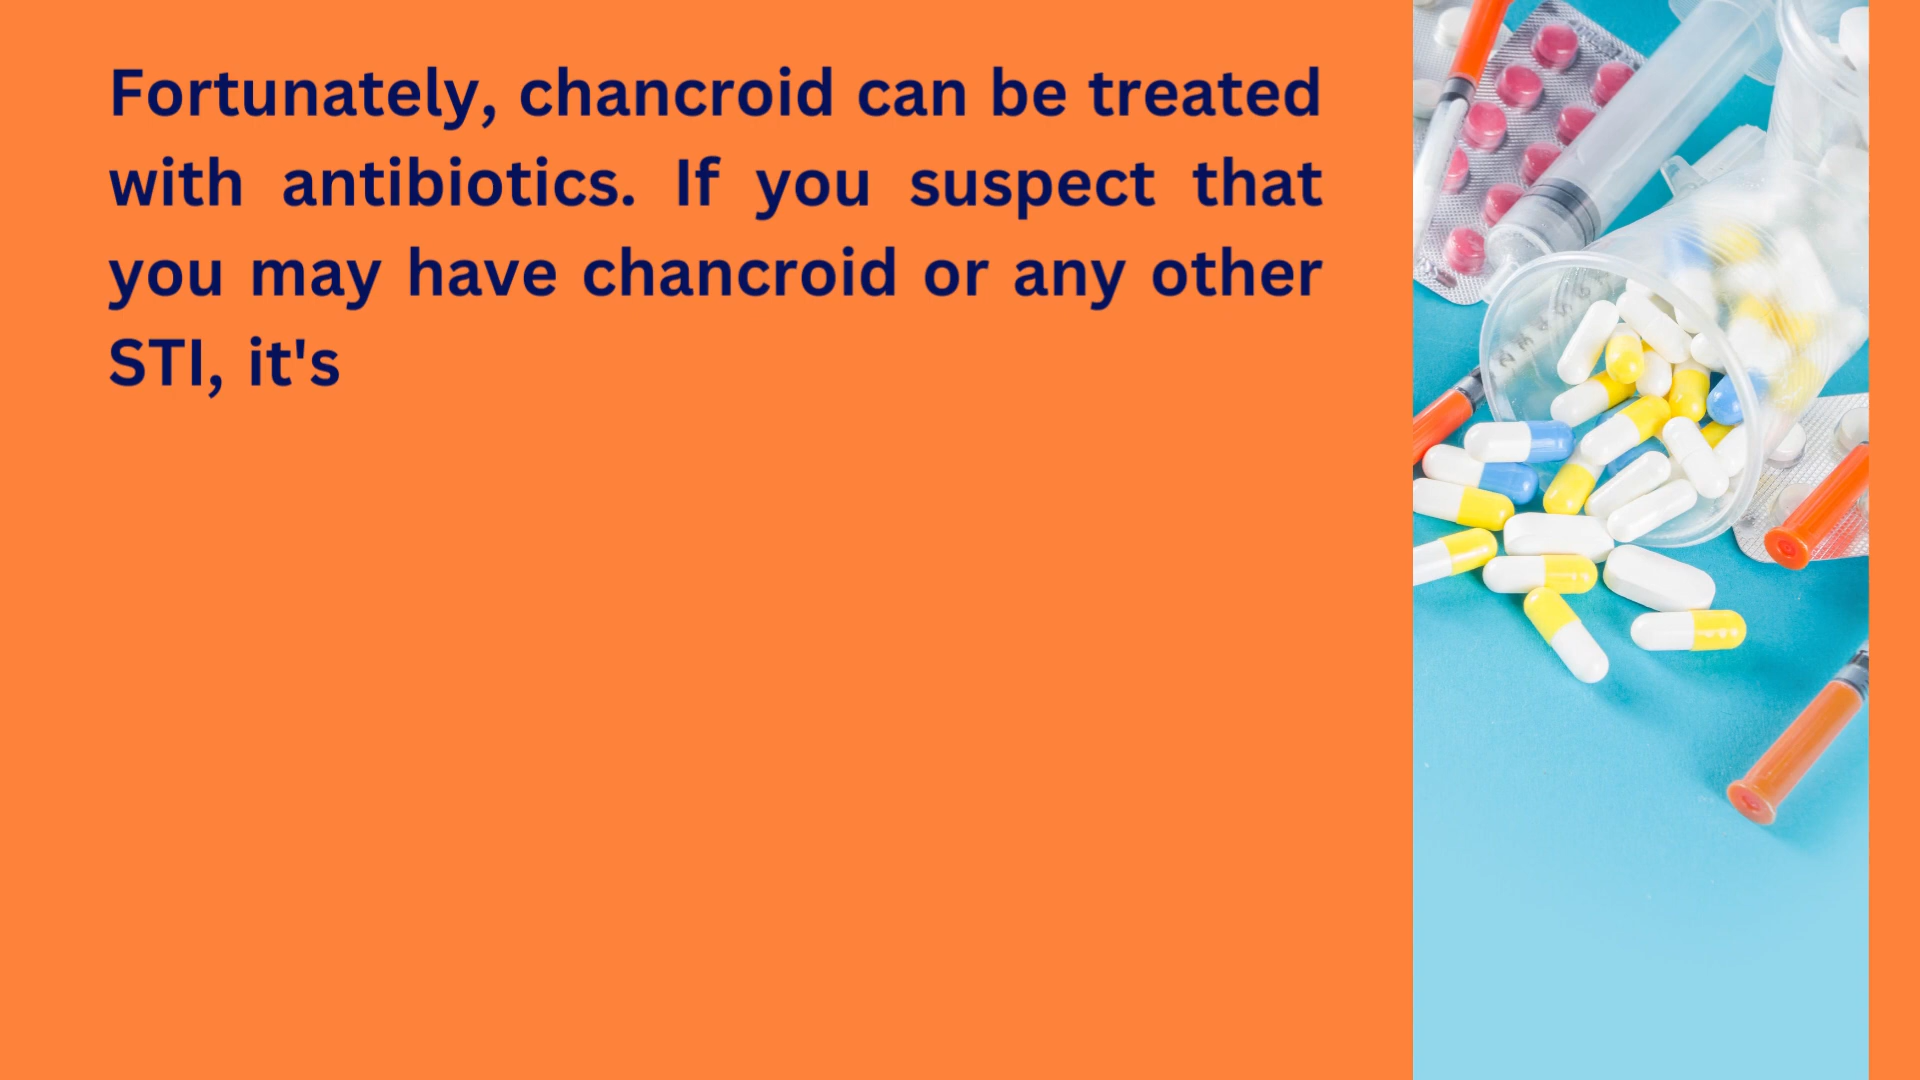 Fortunately, chancroid can be treated
with antibiotics. If you suspect that
you may have chancroid or any other
STI, it's